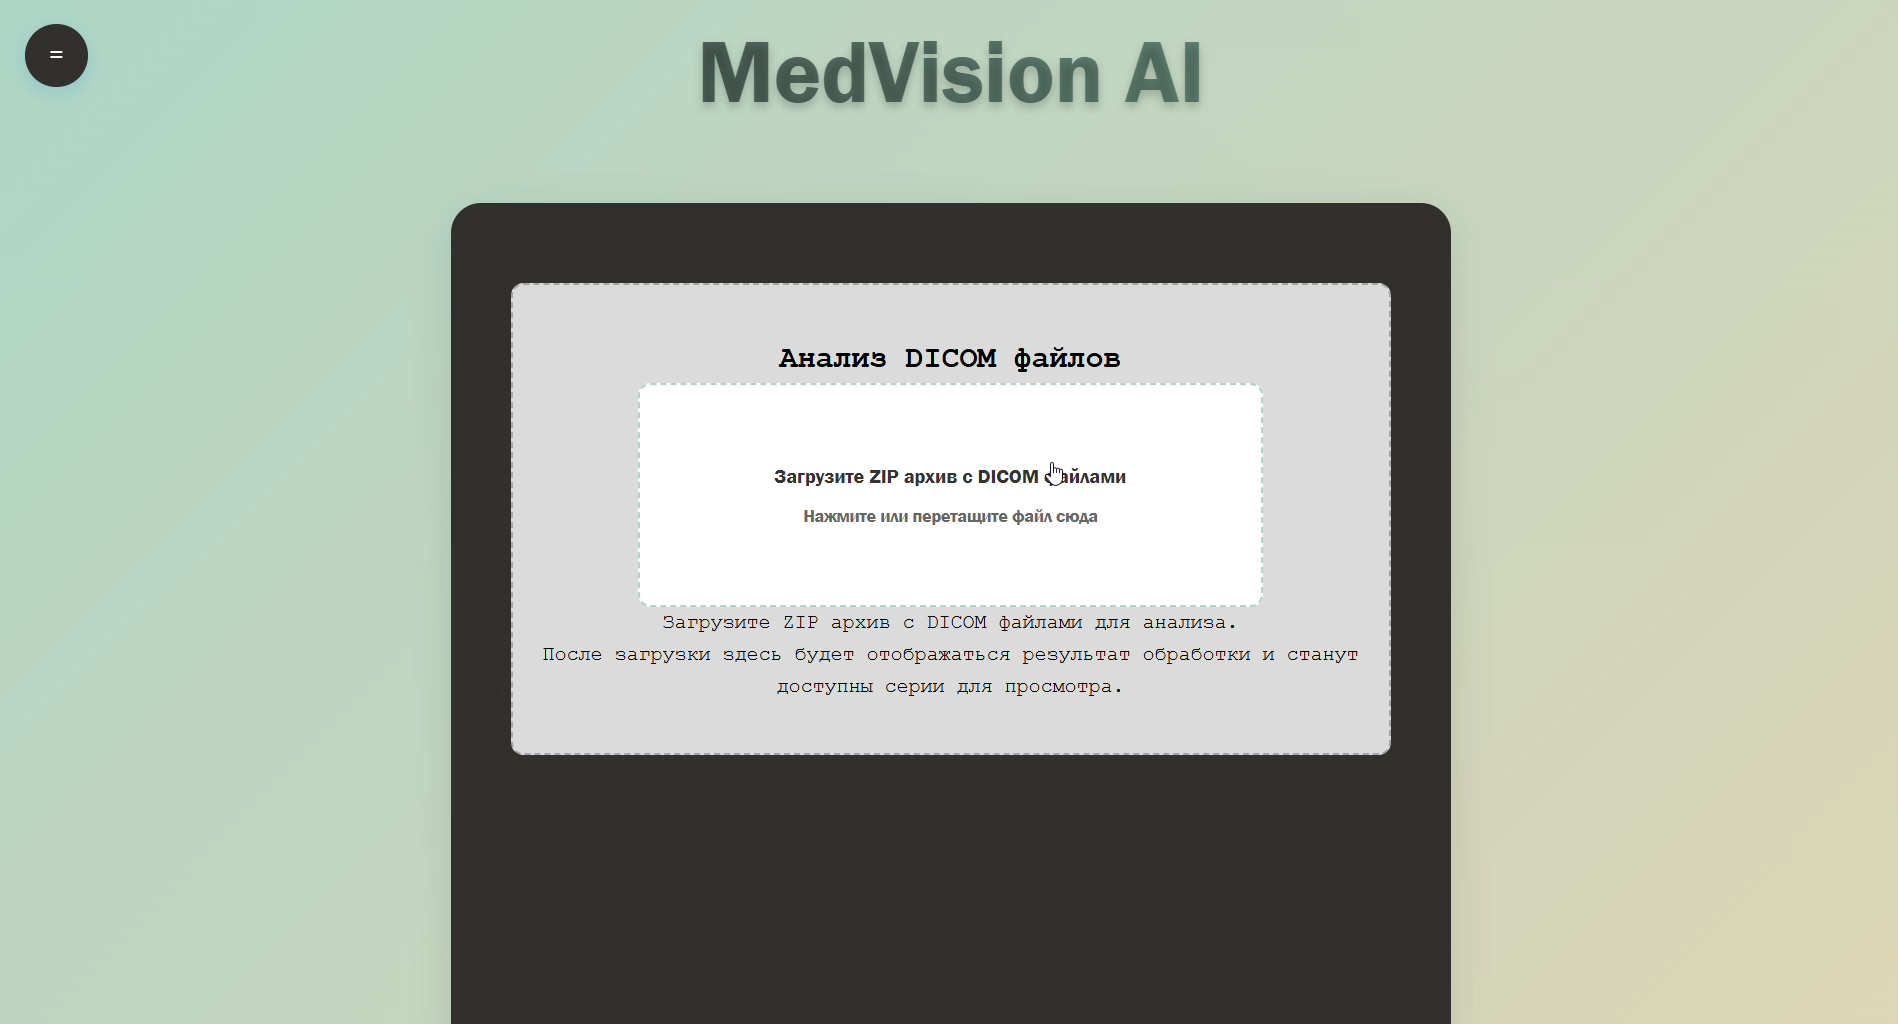 =
MedVision AI
Анализ DICOM файлов
Загрузите ZIP архив с DICOM файлами
Нажмите или перетащите файл сюда
Загрузите ZIP архив с DICOM файлами для анализа.
После загрузки здесь будет отображаться результат обработки и станут
доступны серии для просмотра.